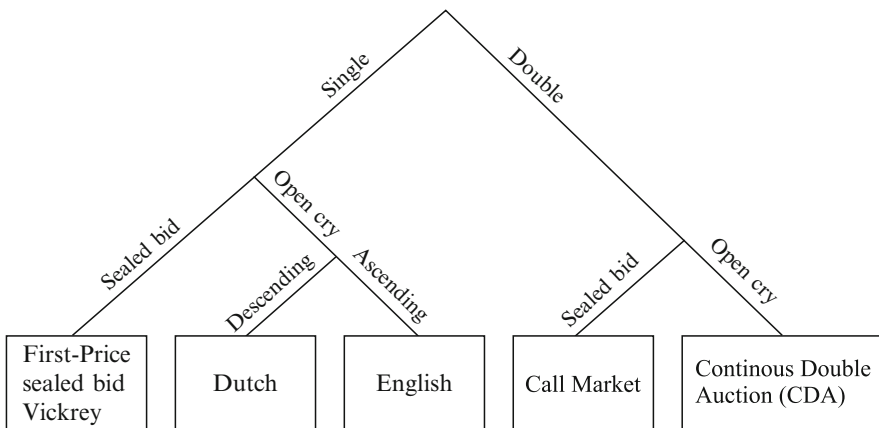 Single
Double
Sealed bid
Open cry
Descending
Ascending
Sealed bid
Open cry
First-Price
sealed bid
Vickrey
Dutch
English
Call Market
Continous Double
Auction (CDA)